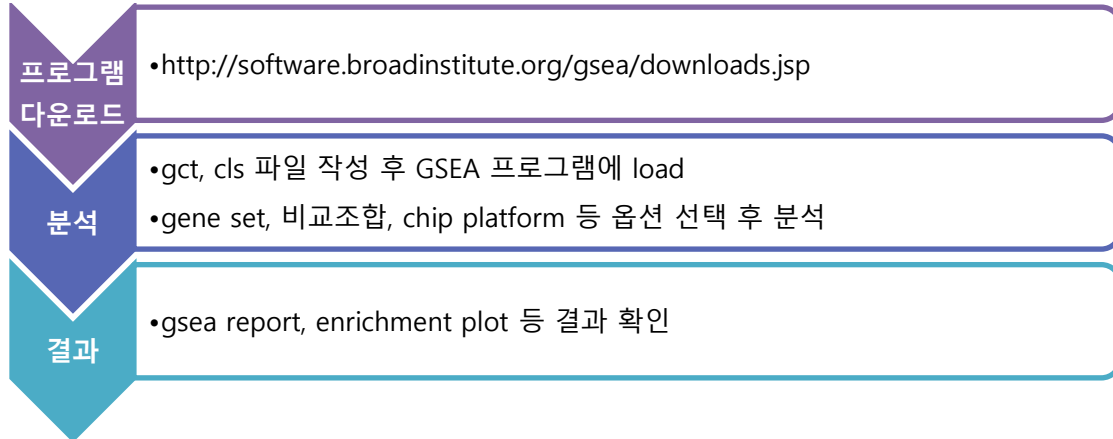 프로그램
다운로드
•http://software.broadinstitute.org/gsea/downloads.jsp
분석
•gct, cls 파일 작성 후 GSEA 프로그램에 load
•gene set, 비교조합, chip platform 등 옵션 선택 후 분석
결과
•gsea report, enrichment plot 등 결과 확인